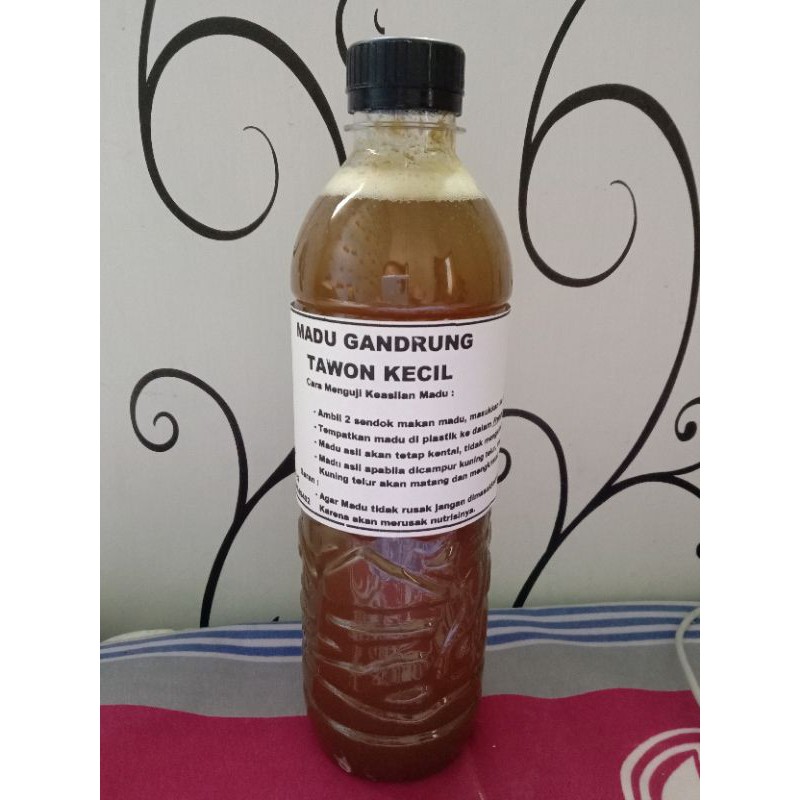 MADU GANDRUNG
TAWON KECIL
Cara Menguji Keaslian Madu :
- Ambil 2 sendok makan madu, masukkan
- Tempatkan madu di plastik ke dalam
- Madu asli akan tetap kental, tidak
- Madu asli apabila dicampur kuning telur,
Kuning telur akan matang dan
Saran :
- Agar Madu tidak rusak jangan
Karena akan merusak nutrisinya.